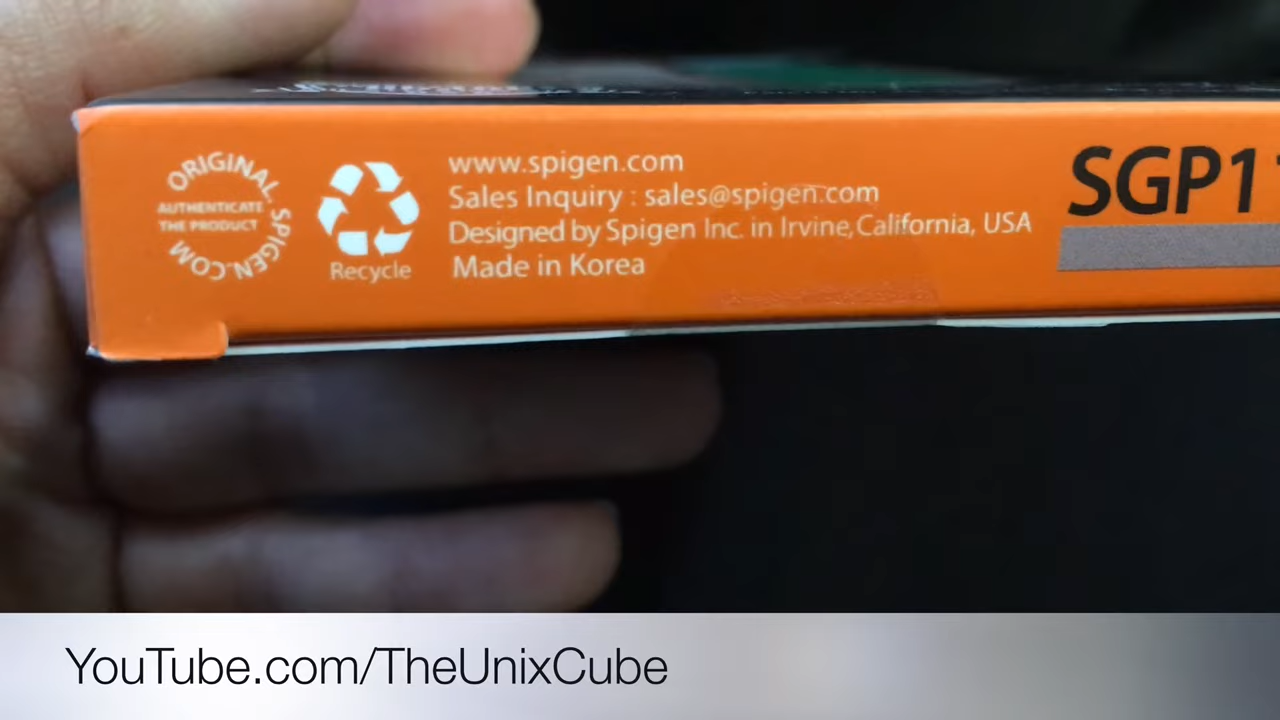 ORIGINAL. SPIGEN.COM
AUTHENTICATE
THE PRODUCT
Recycle
www.spigen.com
Sales Inquiry : sales@spigen.com
Designed by Spigen Inc. in Irvine,California, USA
Made in Korea
SGP1
YouTube.com/TheUnixCube